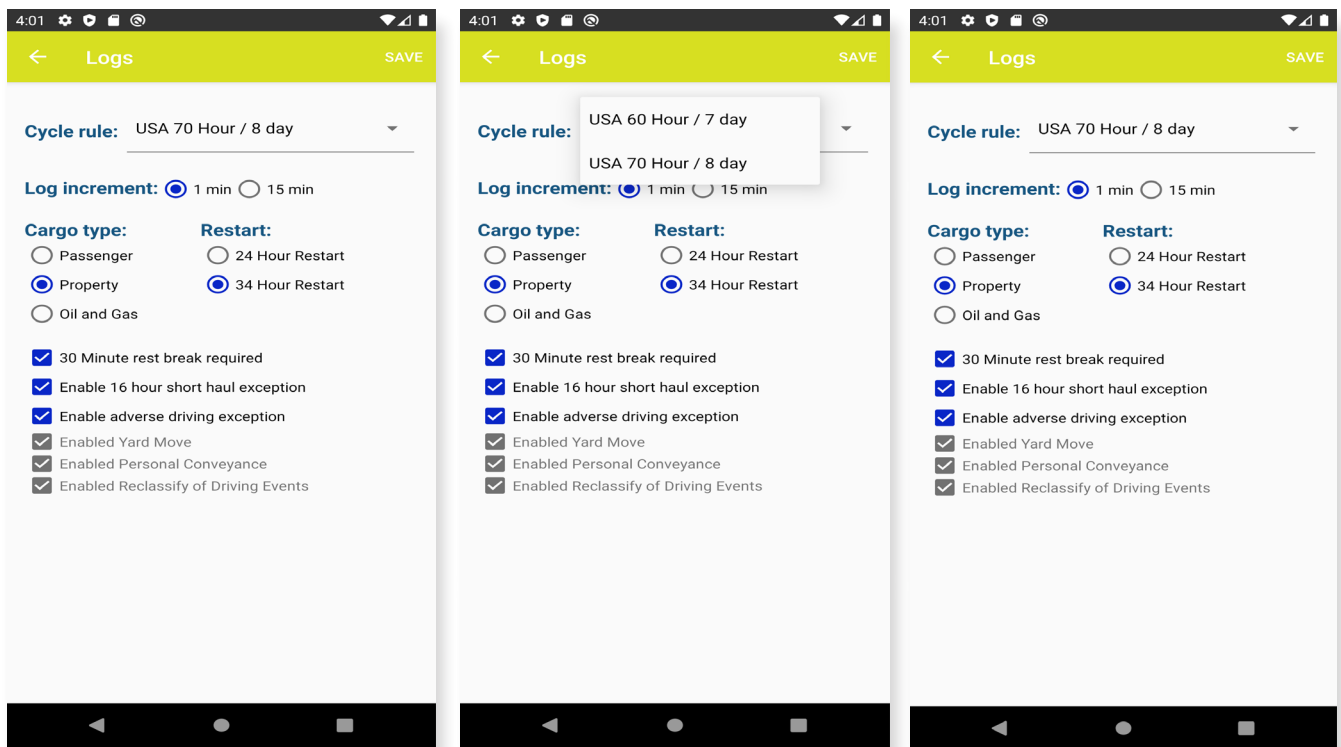 4:01
Logs SAVE
Cycle rule: USA 70 Hour / 8 day
Log increment: 1 min 15 min
Cargo type: Restart:
Passenger 24 Hour Restart
Property 34 Hour Restart
Oil and Gas
30 Minute rest break required
Enable 16 hour short haul exception
Enable adverse driving exception
Enabled Yard Move
Enabled Personal Conveyance
Enabled Reclassify of Driving Events
4:01
Logs SAVE
USA 60 Hour / 7 day
Cycle rule:
USA 70 Hour / 8 day
Log increment: 1 min 15 min
Cargo type: Restart:
Passenger 24 Hour Restart
Property 34 Hour Restart
Oil and Gas
30 Minute rest break required
Enable 16 hour short haul exception
Enable adverse driving exception
Enabled Yard Move
Enabled Personal Conveyance
Enabled Reclassify of Driving Events
4:01
Logs SAVE
Cycle rule: USA 70 Hour / 8 day
Log increment: 1 min 15 min
Cargo type: Restart:
Passenger 24 Hour Restart
Property 34 Hour Restart
Oil and Gas
30 Minute rest break required
Enable 16 hour short haul exception
Enable adverse driving exception
Enabled Yard Move
Enabled Personal Conveyance
Enabled Reclassify of Driving Events